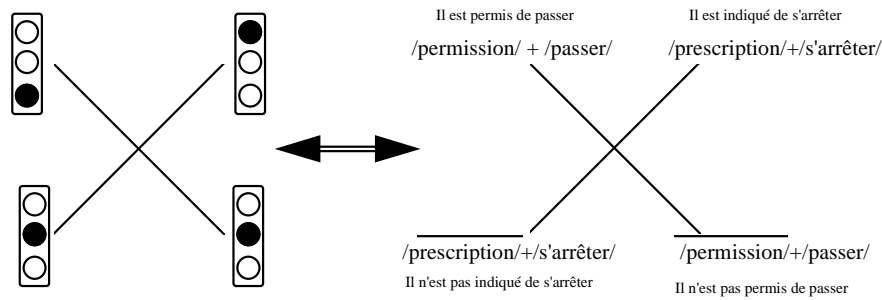 Il est permis de passer
Il est indiqué de s'arrêter
/permission/ + /passer/
/prescription/+/s'arrêter/
/prescription/+/s'arrêter/
/permission/+/passer/
Il n'est pas indiqué de s'arrêter
Il n'est pas permis de passer